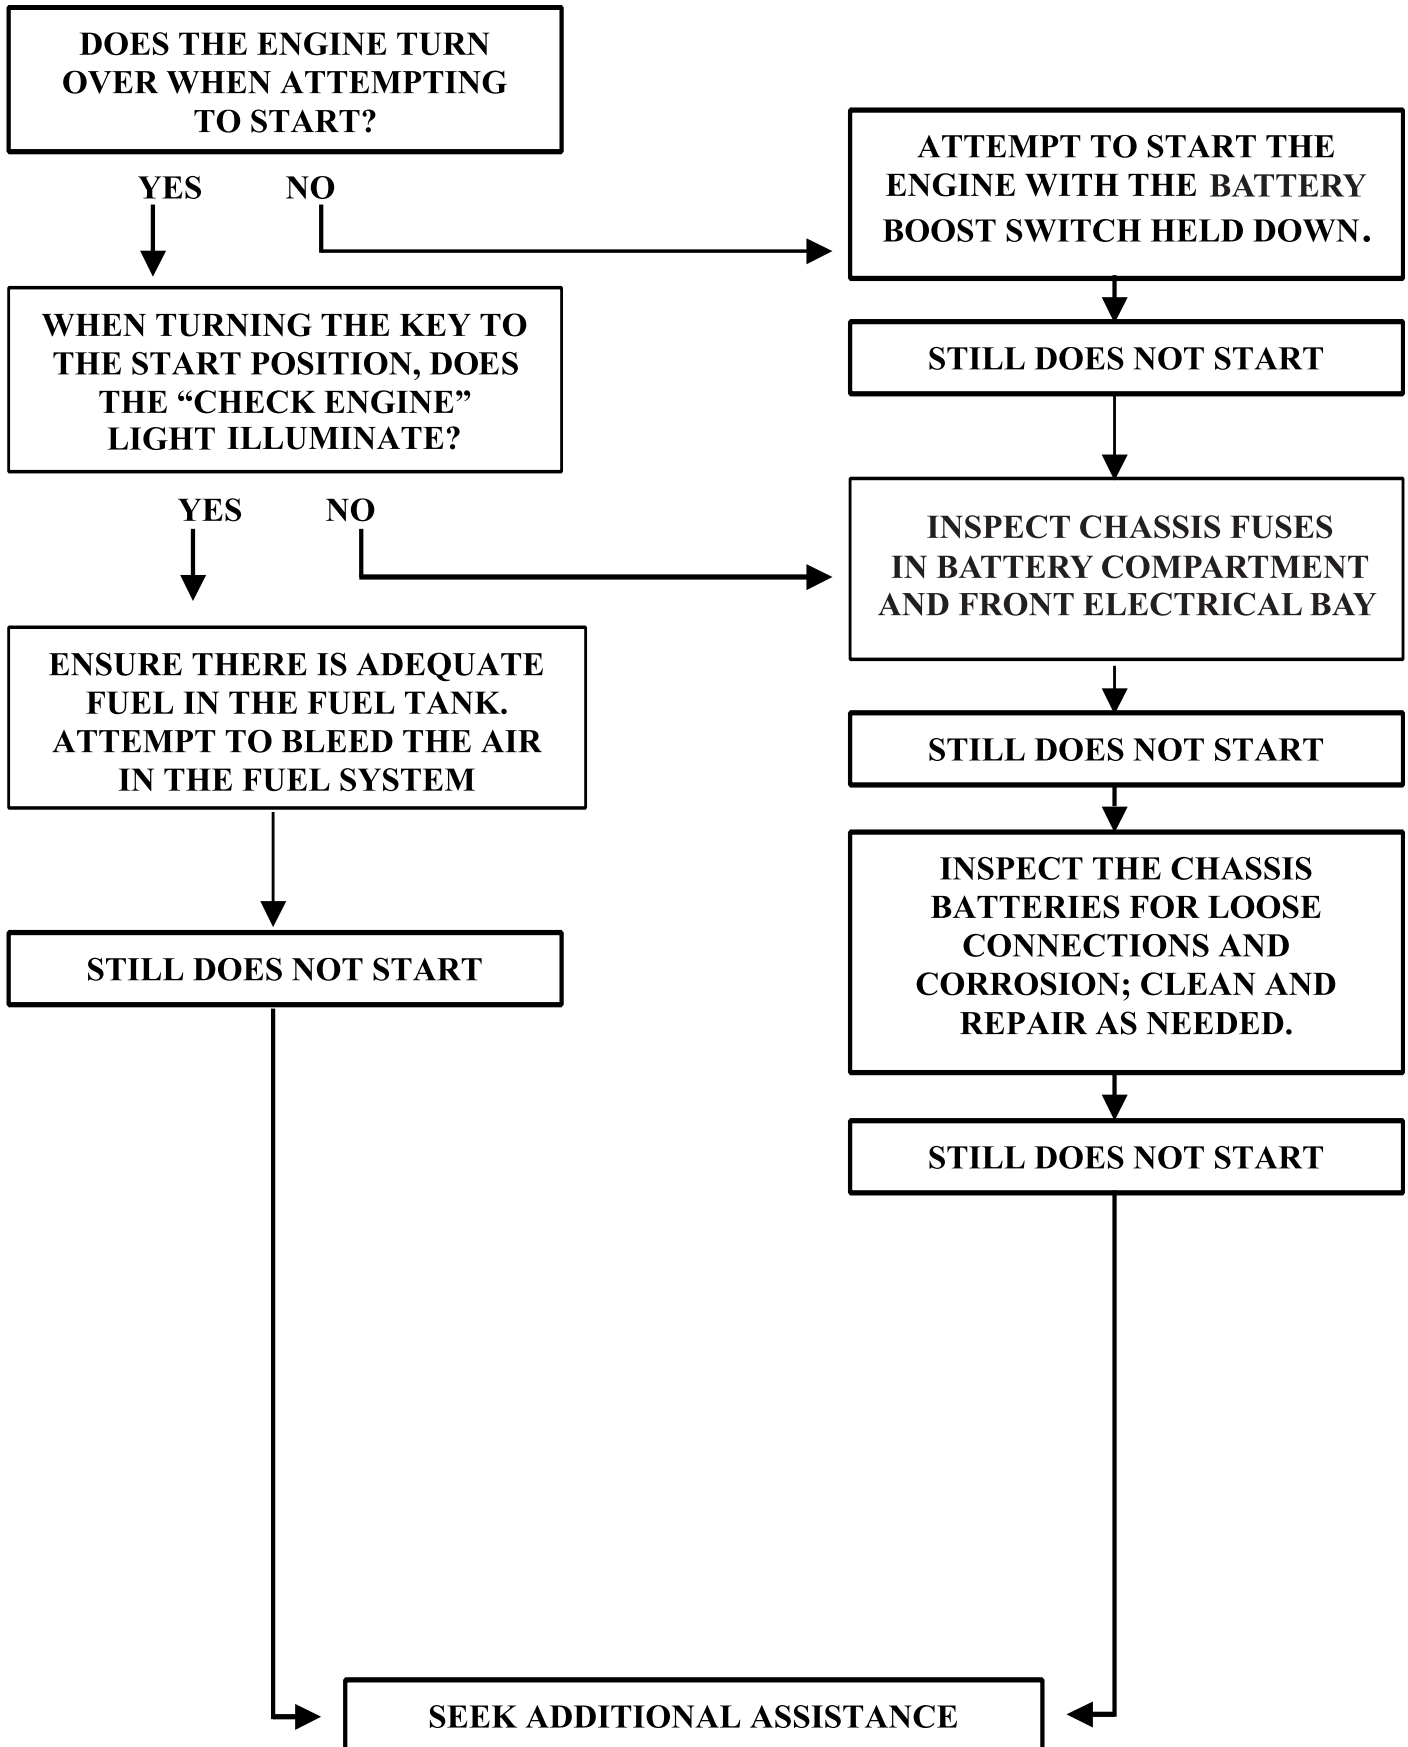 DOES THE ENGINE TURN
OVER WHEN ATTEMPTING
TO START?
YES NO
ATTEMPT TO START THE
ENGINE WITH THE BATTERY
BOOST SWITCH HELD DOWN.
WHEN TURNING THE KEY TO
THE START POSITION, DOES
THE “CHECK ENGINE”
LIGHT ILLUMINATE?
STILL DOES NOT START
YES NO
INSPECT CHASSIS FUSES
IN BATTERY COMPARTMENT
AND FRONT ELECTRICAL BAY
ENSURE THERE IS ADEQUATE
FUEL IN THE FUEL TANK.
ATTEMPT TO BLEED THE AIR
IN THE FUEL SYSTEM
STILL DOES NOT START
INSPECT THE CHASSIS
BATTERIES FOR LOOSE
CONNECTIONS AND
CORROSION; CLEAN AND
REPAIR AS NEEDED.
STILL DOES NOT START
STILL DOES NOT START
SEEK ADDITIONAL ASSISTANCE